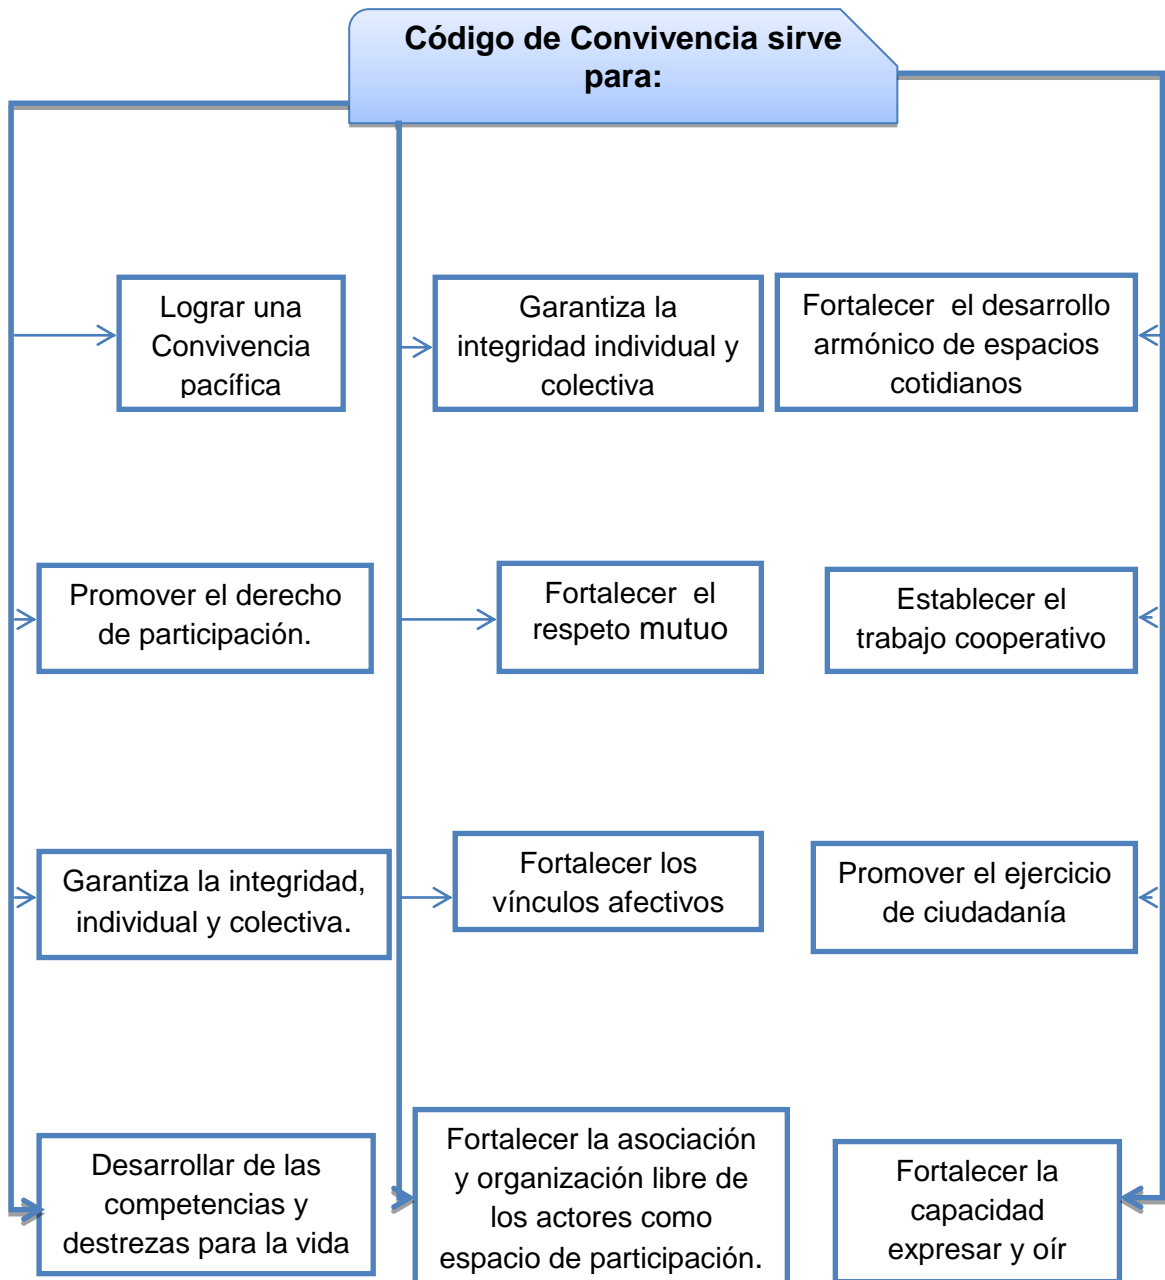 Código de Convivencia sirve
para:
Lograr una
Convivencia
pacífica
Garantiza la
integridad individual y
colectiva
Fortalecer  el desarrollo
armónico de espacios
cotidianos
Promover el derecho
de participación.
Fortalecer  el
respeto mutuo
Establecer el
trabajo cooperativo
Garantiza la integridad,
individual y colectiva.
Fortalecer los
vínculos afectivos
Promover el ejercicio
de ciudadanía
Desarrollar de las
competencias y
destrezas para la vida
Fortalecer la asociación
y organización libre de
los actores como
espacio de participación.
Fortalecer la
capacidad
expresar y oír